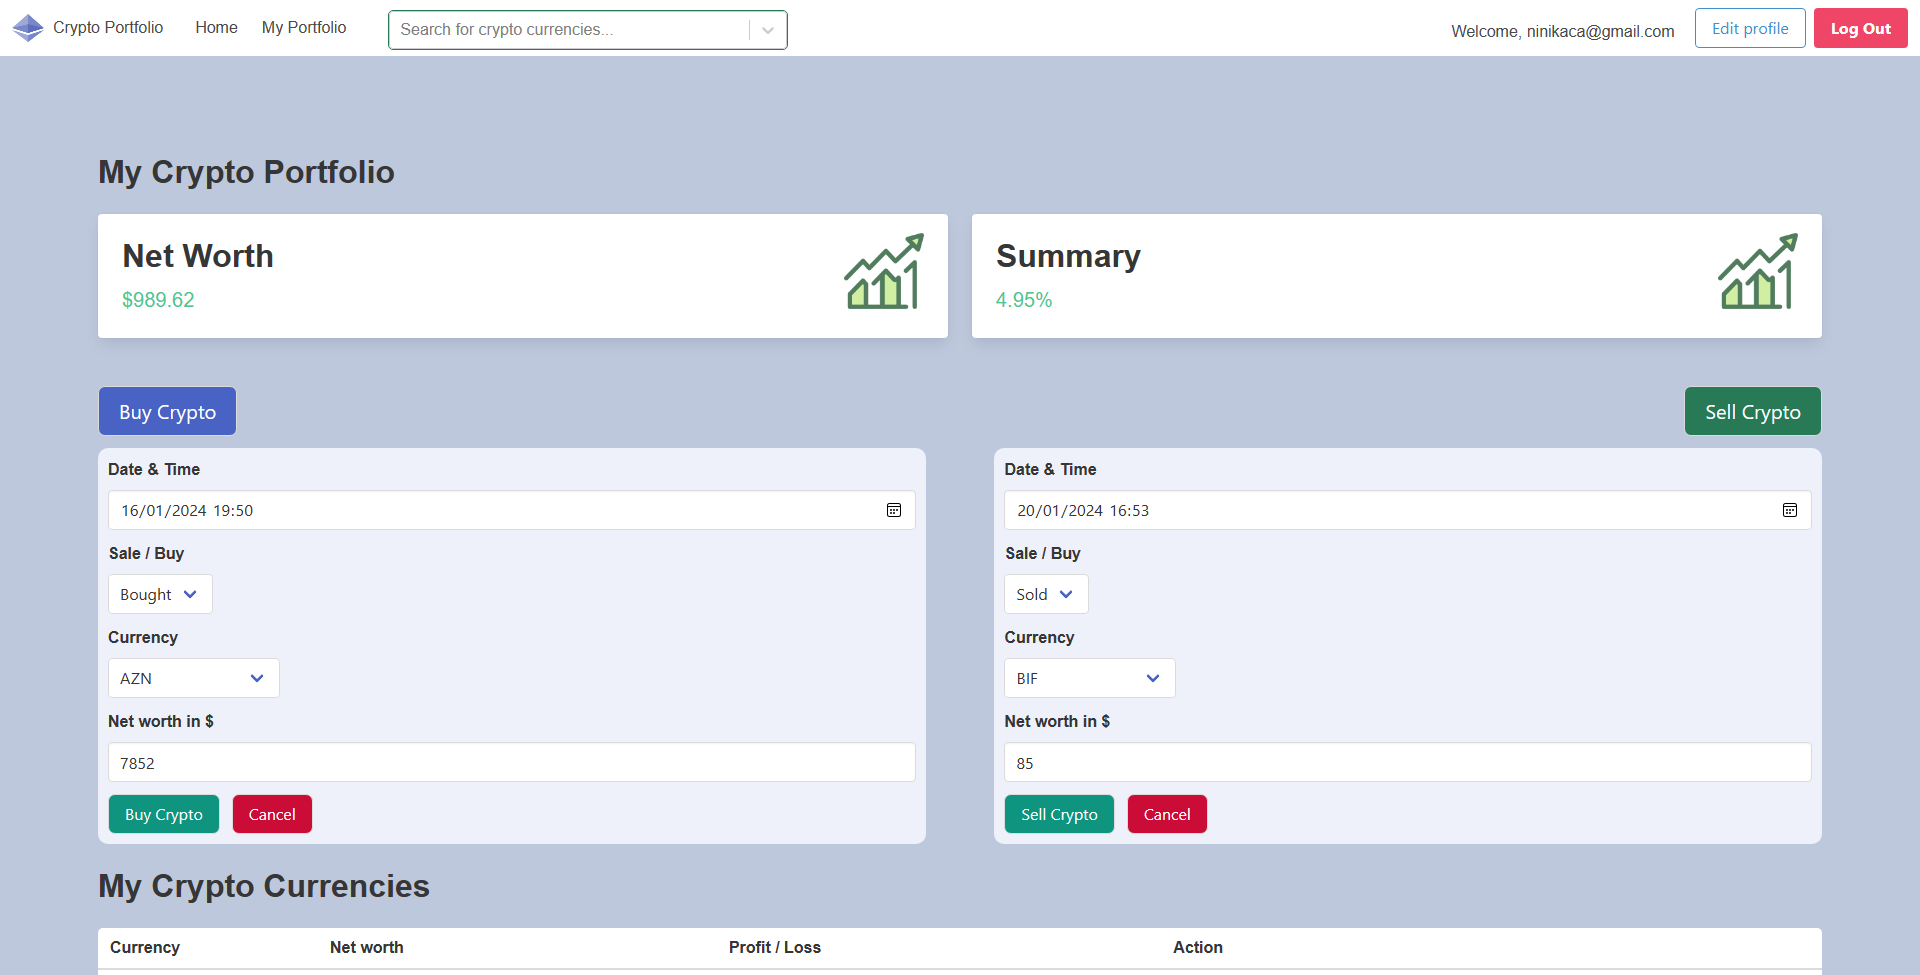 Crypto Portfolio Home My Portfolio Search for crypto currencies... Welcome, ninikaca@gmail.com Edit profile Log Out
My Crypto Portfolio
Net Worth
$989.62
Summary
4.95%
Buy Crypto
Sell Crypto
Date & Time
16/01/2024 19:50
Sale / Buy
Bought
Currency
AZN
Net worth in $
7852
Buy Crypto Cancel
Date & Time
20/01/2024 16:53
Sale / Buy
Sold
Currency
BIF
Net worth in $
85
Sell Crypto Cancel
My Crypto Currencies
Currency Net worth Profit / Loss Action